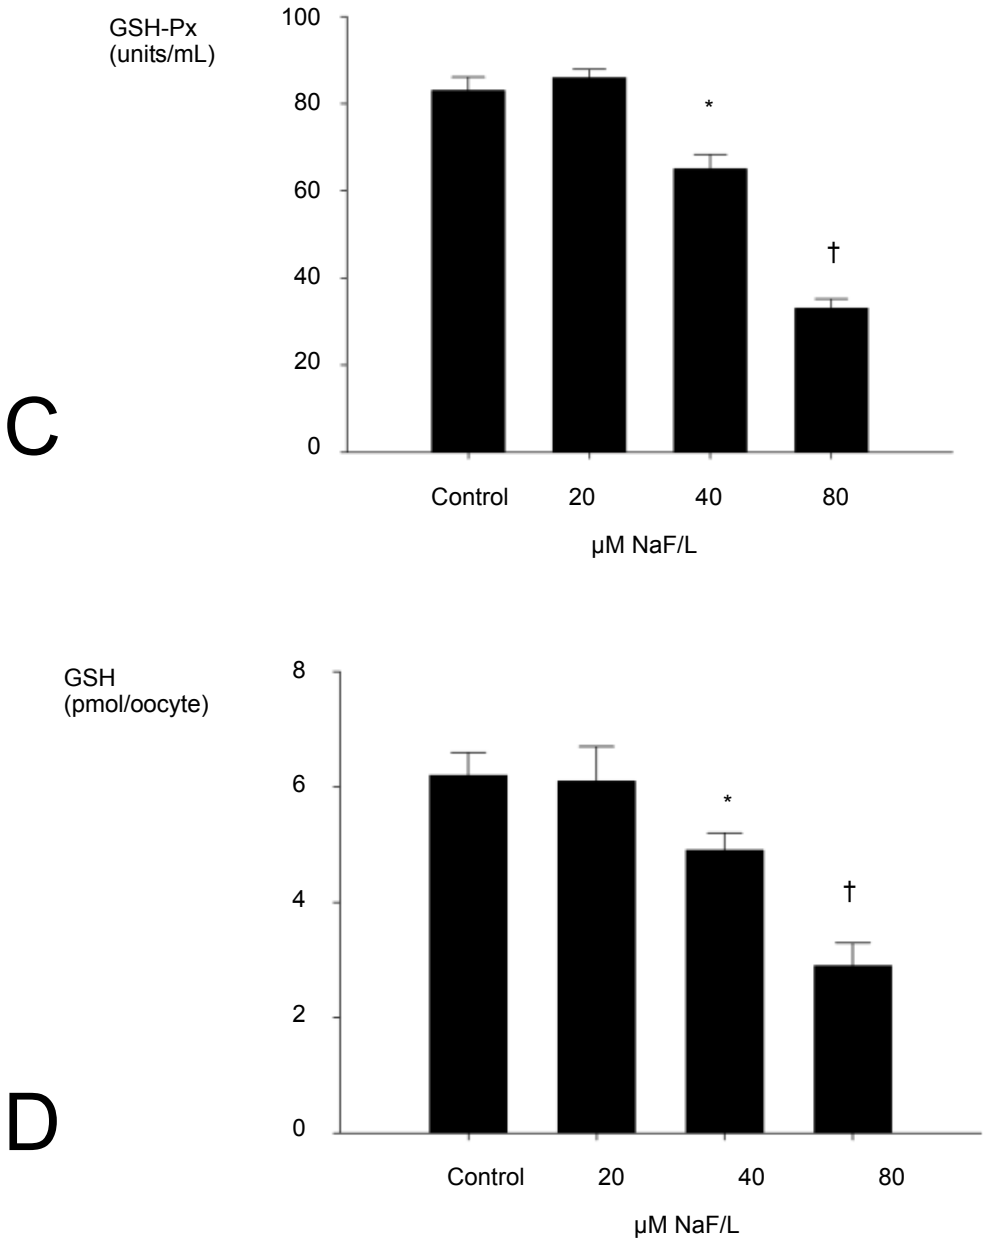 GSH-Px
(units/mL)
100
80
*
60
†
40
20
C
0
Control 20 40 80
µM NaF/L
GSH
(pmol/oocyte)
8
6
*
4
†
2
D
0
Control 20 40 80
µM NaF/L